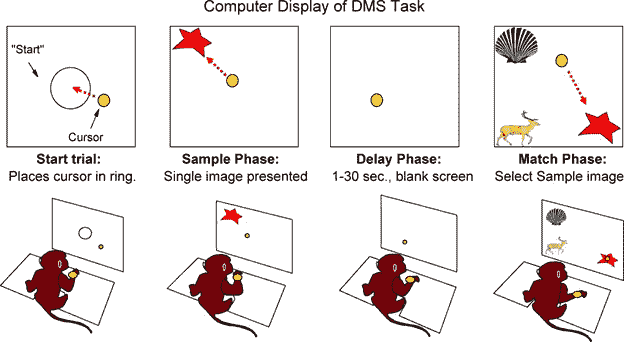 Computer Display of DMS Task
"Start"
Cursor
Start trial:
Places cursor in ring.
Sample Phase:
Single image presented
Delay Phase:
1-30 sec., blank screen
Match Phase:
Select Sample image